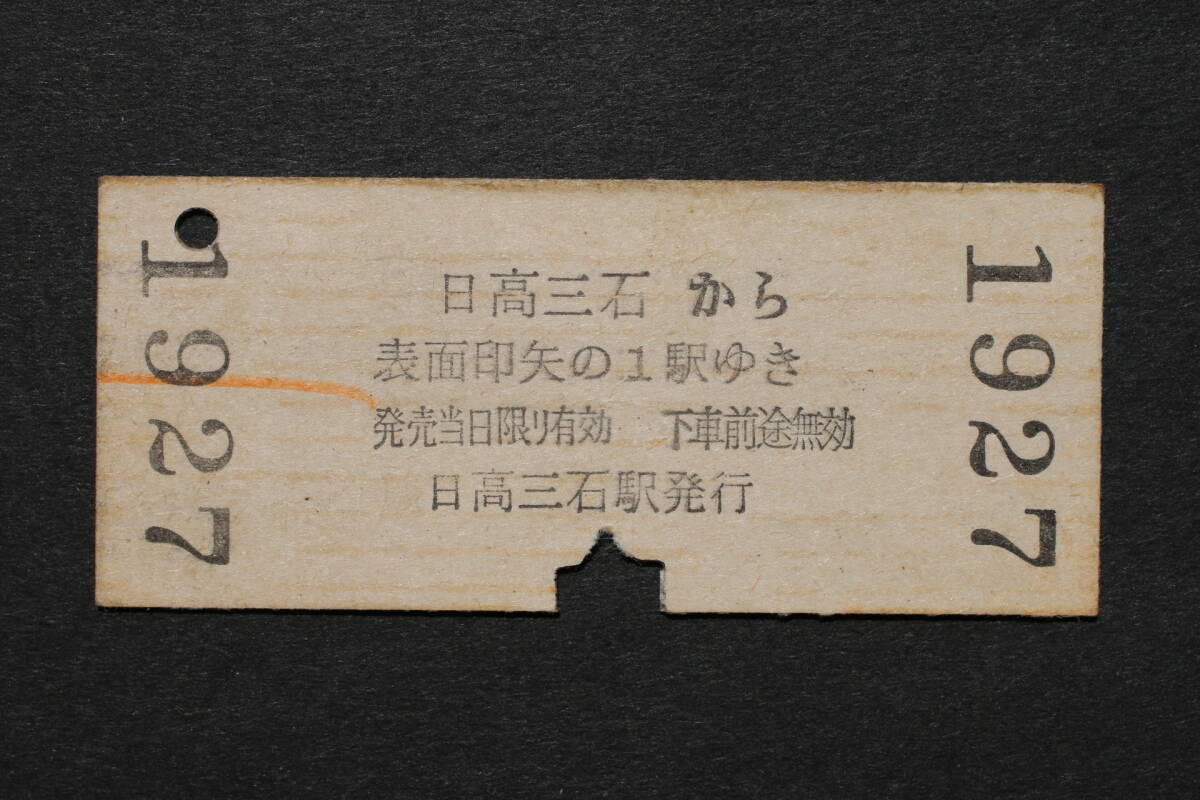 1927
日高三石 から
表面印矢の1駅ゆき
発売当日限り有効 下車前途無効
日高三石駅発行
1927